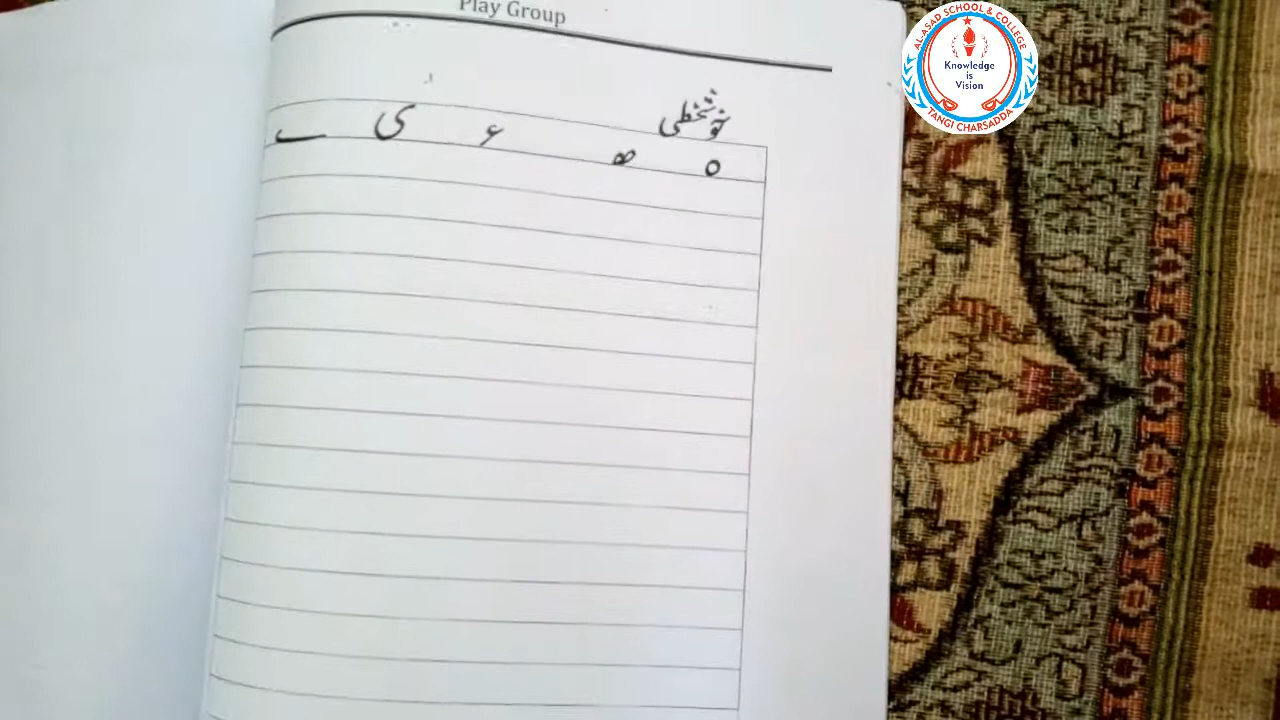 Play Group
خوشخطی
ہ ھ ء ی ے
AL-ASAD SCHOOL & COLLEGE
Knowledge
is
Vision
TANGI CHARSADDA